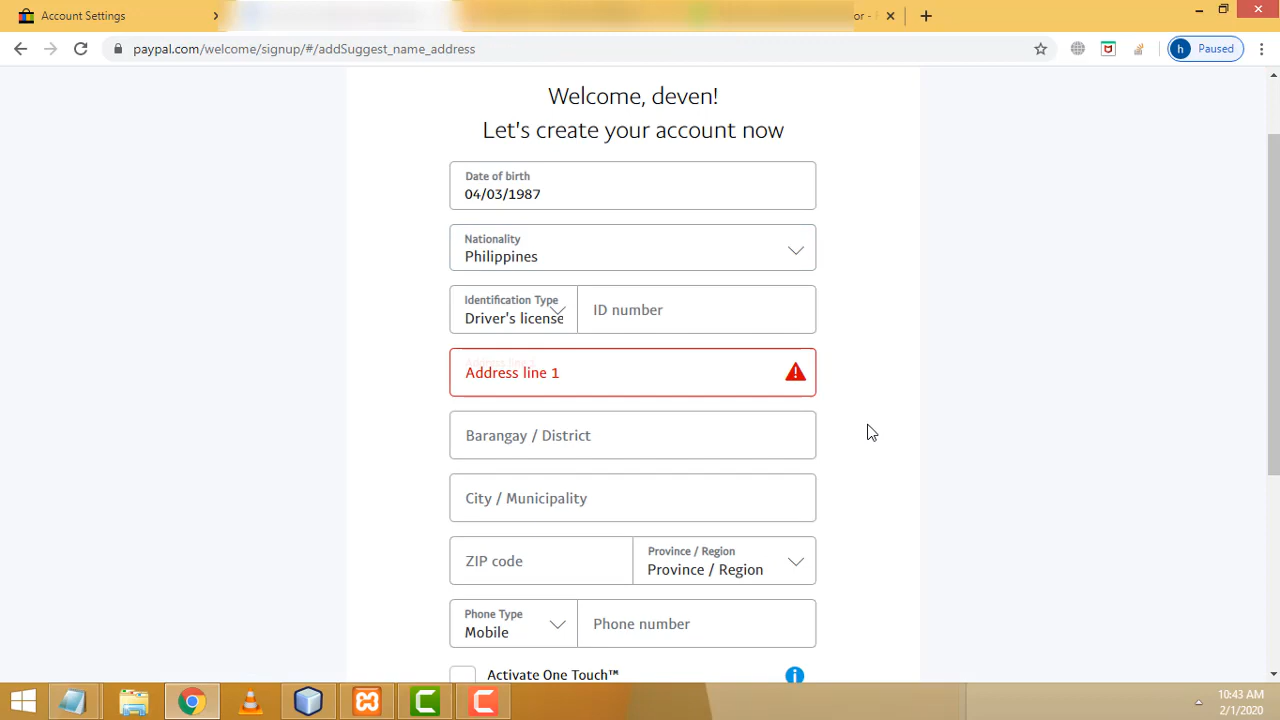 Account Settings
or -
paypal.com/welcome/signup/#/addSuggest_name_address
h Paused
Welcome, deven!
Let's create your account now
Date of birth
04/03/1987
Nationality
Philippines
Identification Type
Driver's license
ID number
Address line 1
Barangay / District
City / Municipality
ZIP code
Province / Region
Province / Region
Phone Type
Mobile
Phone number
Activate One Touch™
10:43 AM
2/1/2020